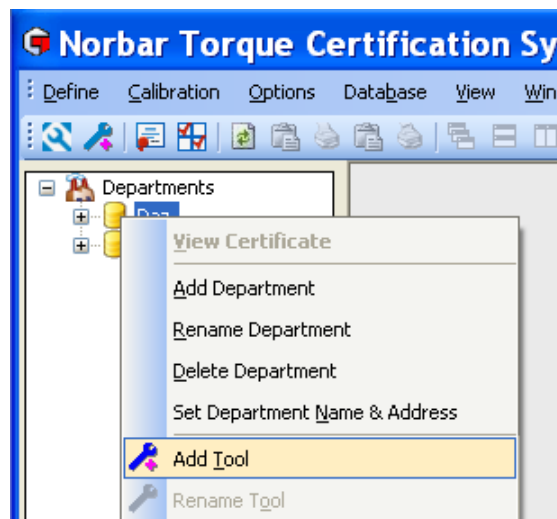 Norbar Torque Certification Sy
Define Calibration Options Database View Win
Departments
View Certificate
Add Department
Rename Department
Delete Department
Set Department Name & Address
Add Tool
Rename Tool